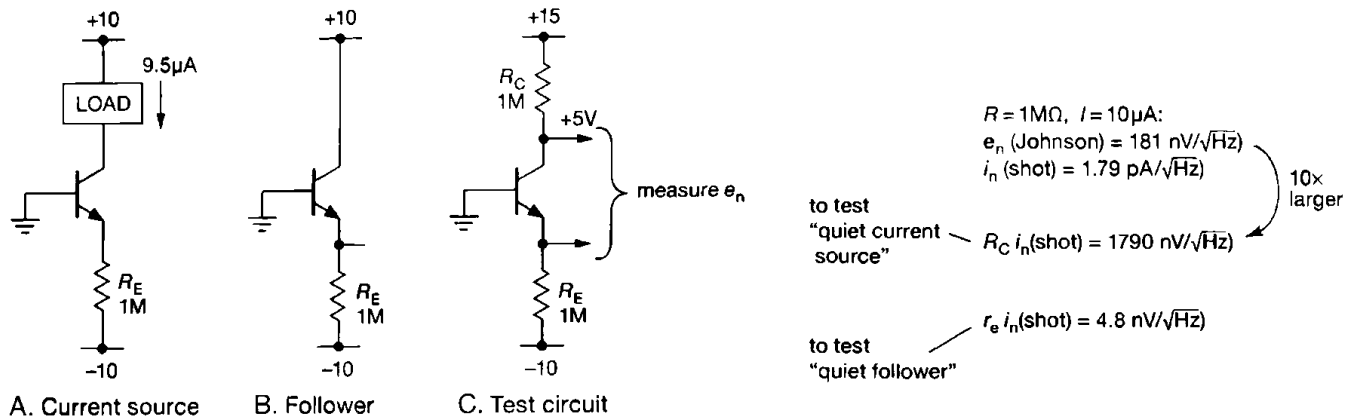 +10
9.5µA
LOAD
R_E
1M
–10
A. Current source
+10
R_E
1M
–10
B. Follower
+15
R_C
1M
+5V
measure e_n
R_E
1M
–10
C. Test circuit
R = 1MΩ, I = 10µA:
e_n (Johnson) = 181 nV/√Hz)
i_n (shot) = 1.79 pA/√Hz)
10×
larger
to test
"quiet current
source"
R_C i_n(shot) = 1790 nV/√Hz)
r_e i_n(shot) = 4.8 nV/√Hz)
to test
"quiet follower"